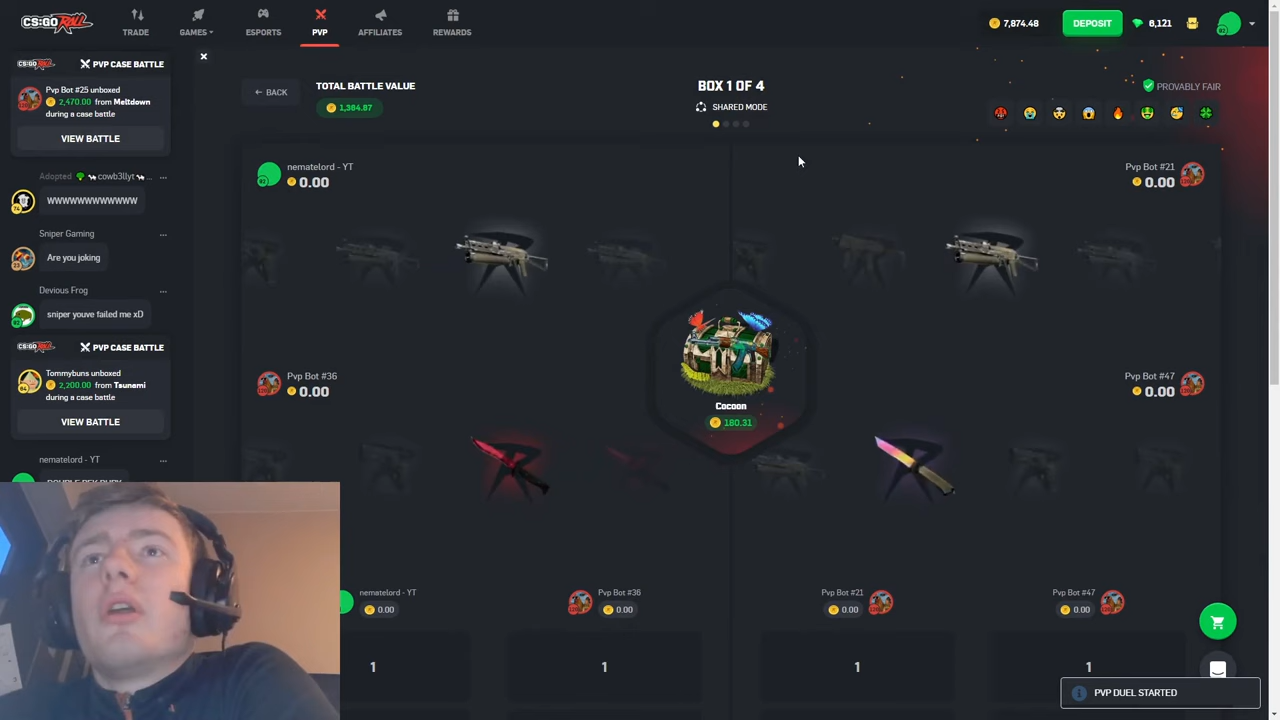 CS:GO ROLL
TRADE
GAMES
ESPORTS
PVP
AFFILIATES
REWARDS
7,874.48
DEPOSIT
6,121
92
PVP CASE BATTLE
Pvp Bot #25 unboxed
2,470.00 from Meltdown
during a case battle
VIEW BATTLE
Adopted cowb3llyt
WWWWWWWWWWW
Sniper Gaming
Are you joking
Devious Frog
sniper youve failed me xD
PVP CASE BATTLE
Tommybuns unboxed
2,200.00 from Tsunami
during a case battle
VIEW BATTLE
nematelord - YT
← BACK
TOTAL BATTLE VALUE
1,364.87
BOX 1 OF 4
SHARED MODE
PROVABLY FAIR
nematelord - YT
0.00
Pvp Bot #21
0.00
Pvp Bot #36
0.00
Pvp Bot #47
0.00
Cocoon
180.31
nematelord - YT
0.00
Pvp Bot #36
0.00
Pvp Bot #21
0.00
Pvp Bot #47
0.00
1
1
1
1
PVP DUEL STARTED